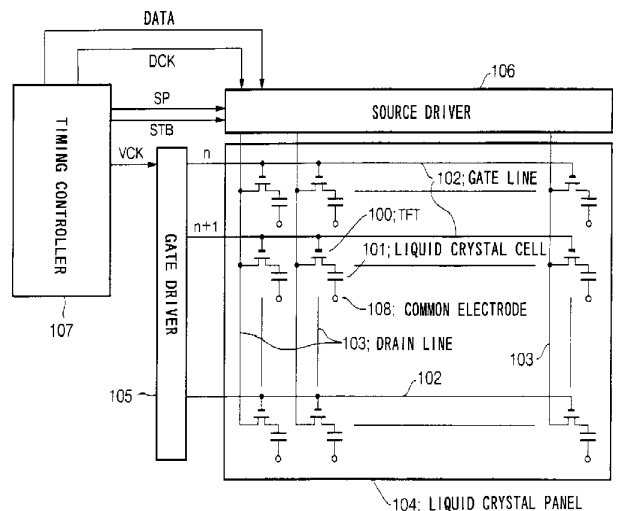 DATA
DCK
106
SP
SOURCE DRIVER
STB
TIMING CONTROLLER
VCK
n
102; GATE LINE
100; TFT
n+1
101; LIQUID CRYSTAL CELL
GATE DRIVER
108; COMMON ELECTRODE
107
103; DRAIN LINE
103
105
102
104: LIQUID CRYSTAL PANEL